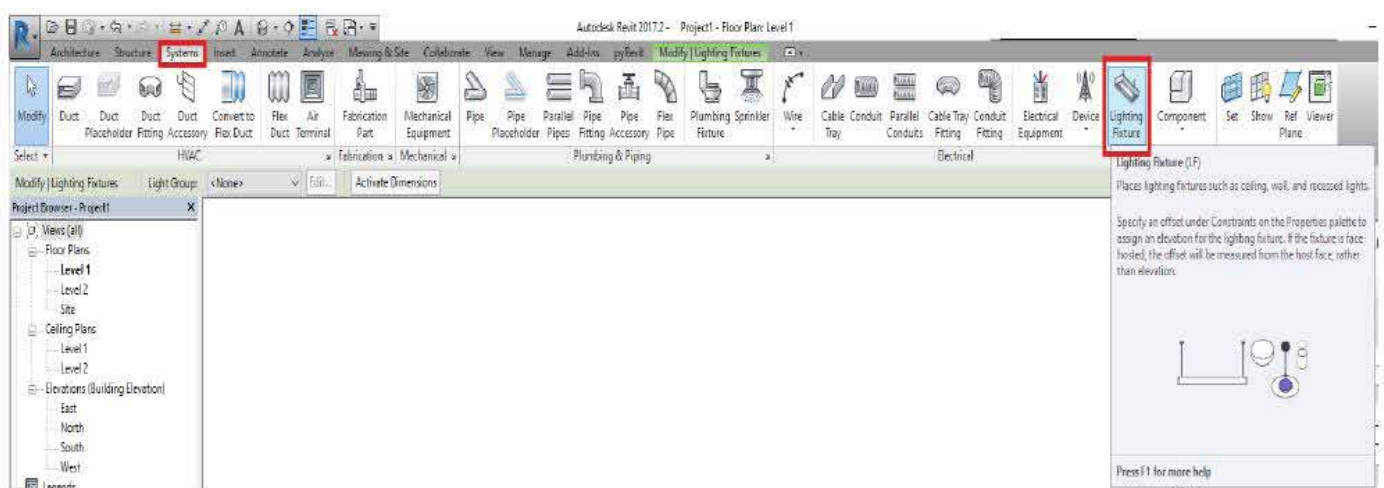 Autodesk Revit 2017.2 - Project1 - Floor Plan: Level 1
Architecture Structure Systems Insert Annotate Analyze Massing & Site Collaborate View Manage Add-Ins pyRevit Modify | Lighting Fixtures
Modify Duct Duct Placeholder Duct Fitting Duct Accessory Convert to Flex Duct Flex Duct Air Terminal Fabrication Part Mechanical Equipment Pipe Pipe Placeholder Parallel Pipes Pipe Fitting Pipe Accessory Flex Pipe Plumbing Fixture Sprinkler Wire Cable Tray Conduit Parallel Conduits Cable Tray Fitting Conduit Fitting Electrical Equipment Device Lighting Fixture Component Set Show Ref Plane Viewer
Select HVAC Fabrication Mechanical Plumbing & Piping Electrical
Modify | Lighting Fixtures Light Group: <None> Edit... Activate Dimensions
Project Browser - Project1 X
Views (all)
Floor Plans
Level 1
Level 2
Site
Ceiling Plans
Level 1
Level 2
Elevations (Building Elevation)
East
North
South
West
Legends
Lighting Fixture (LF)
Places lighting fixtures such as ceiling, wall, and recessed lights.
Specify an offset under Constraints on the Properties palette to
assign an elevation for the lighting fixture. If the fixture is face
hosted, the offset will be measured from the host face, rather
than elevation.
Press F1 for more help